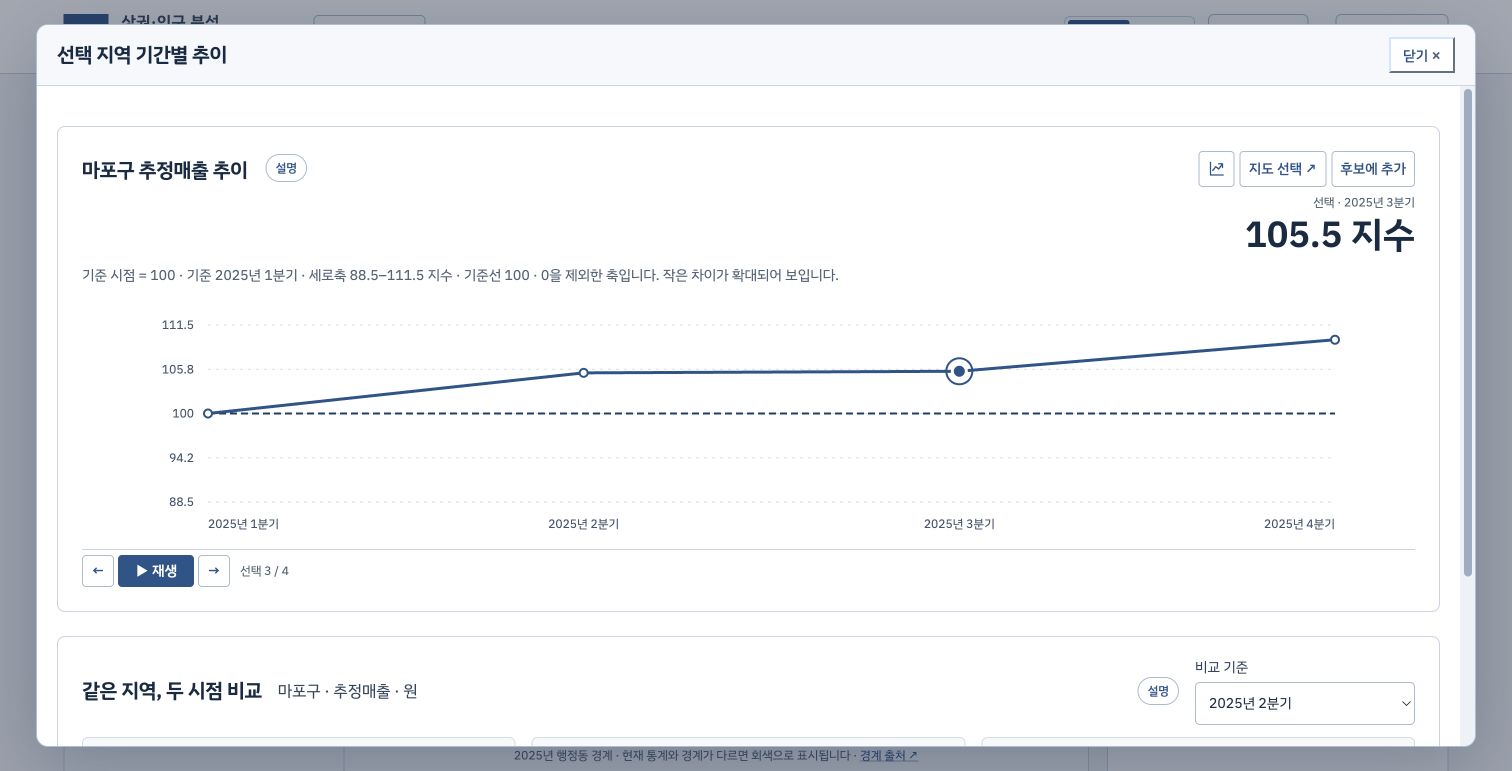 상권·인구 분석
선택 지역 기간별 추이
닫기 ×
마포구 추정매출 추이
설명
지도 선택 ↗
후보에 추가
선택 · 2025년 3분기
105.5 지수
기준 시점 = 100 · 기준 2025년 1분기 · 세로축 88.5–111.5 지수 · 기준선 100 · 0을 제외한 축입니다. 작은 차이가 확대되어 보입니다.
111.5
105.8
100
94.2
88.5
2025년 1분기
2025년 2분기
2025년 3분기
2025년 4분기
←
▶ 재생
→
선택 3 / 4
같은 지역, 두 시점 비교
마포구 · 추정매출 · 원
설명
비교 기준
2025년 2분기
2025년 행정동 경계 · 현재 통계와 경계가 다르면 회색으로 표시됩니다 · 경계 출처 ↗